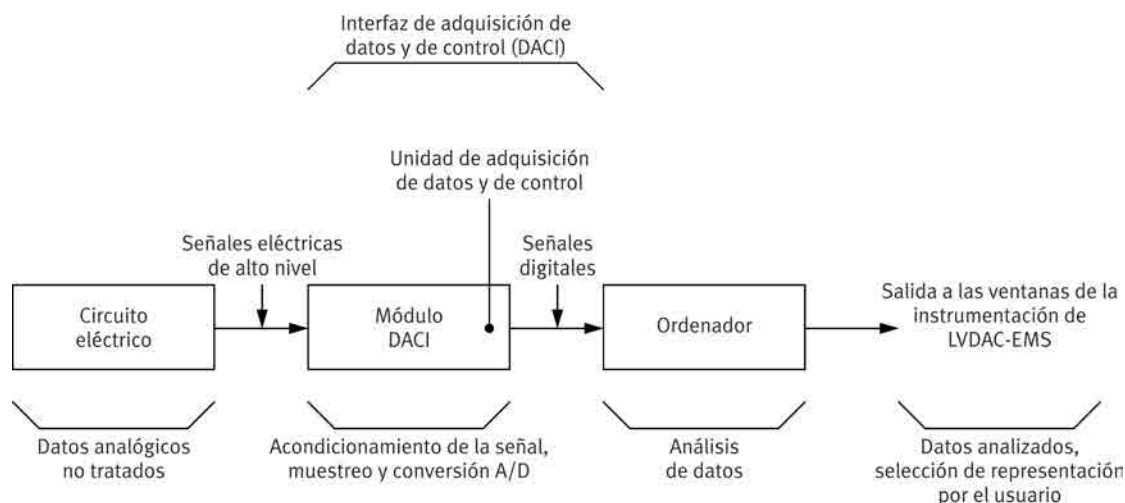 Interfaz de adquisición de
datos y de control (DACI)
Unidad de adquisición
de datos y de control
Señales eléctricas
de alto nivel
Señales
digitales
Circuito
eléctrico
Módulo
DACI
Ordenador
Salida a las ventanas de la
instrumentación de
LVDAC-EMS
Datos analógicos
no tratados
Acondicionamiento de la señal,
muestreo y conversión A/D
Análisis
de datos
Datos analizados,
selección de representación
por el usuario